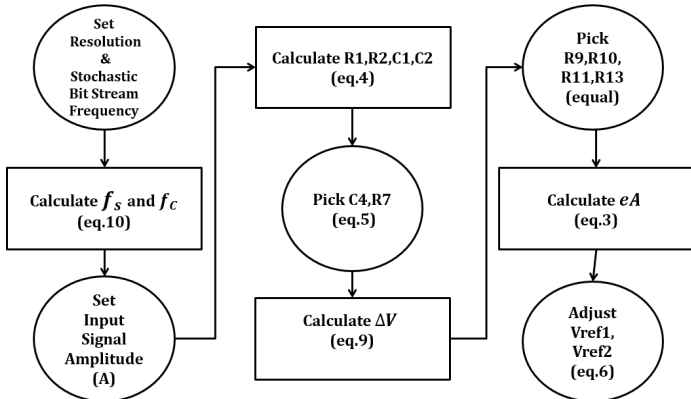 Set
Resolution
&
Stochastic
Bit Stream
Frequency
Calculate f_s and f_C
(eq.10)
Set
Input
Signal
Amplitude
(A)
Calculate R1,R2,C1,C2
(eq.4)
Pick C4,R7
(eq.5)
Calculate ΔV
(eq.9)
Pick
R9,R10,
R11,R13
(equal)
Calculate eA
(eq.3)
Adjust
Vref1,
Vref2
(eq.6)